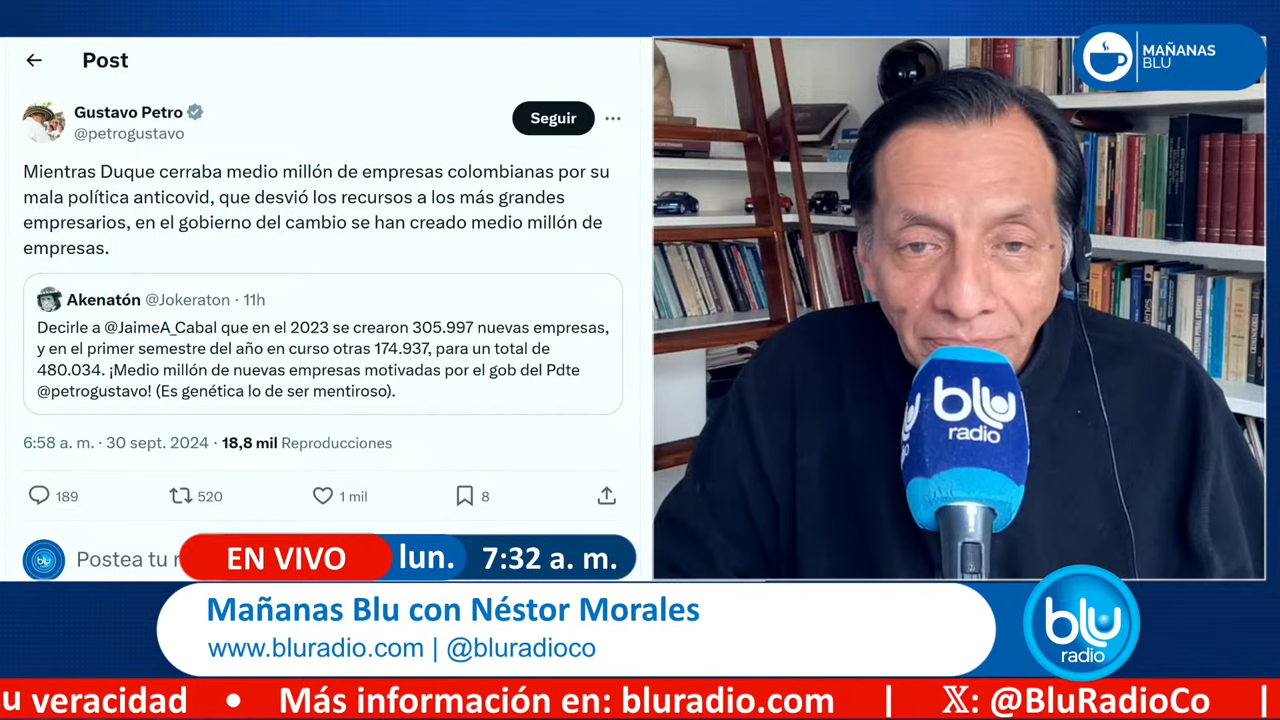 Post
Gustavo Petro
@petrogustavo
Seguir
Mientras Duque cerraba medio millón de empresas colombianas por su
mala política anticovid, que desvió los recursos a los más grandes
empresarios, en el gobierno del cambio se han creado medio millón de
empresas.
Akenatón @Jokeraton · 11h
Decirle a @JaimeA_Cabal que en el 2023 se crearon 305.997 nuevas empresas,
y en el primer semestre del año en curso otras 174.937, para un total de
480.034. ¡Medio millón de nuevas empresas motivadas por el gob del Pdte
@petrogustavo! (Es genética lo de ser mentiroso).
6:58 a. m. · 30 sept. 2024 · 18,8 mil Reproducciones
189 520 1 mil 8
Postea tu
MAÑANAS
BLU
blu
radio
EN VIVO lun. 7:32 a. m.
Mañanas Blu con Néstor Morales
www.bluradio.com | @bluradioco
blu
radio
su veracidad • Más información en: bluradio.com | X: @BluRadioCo |